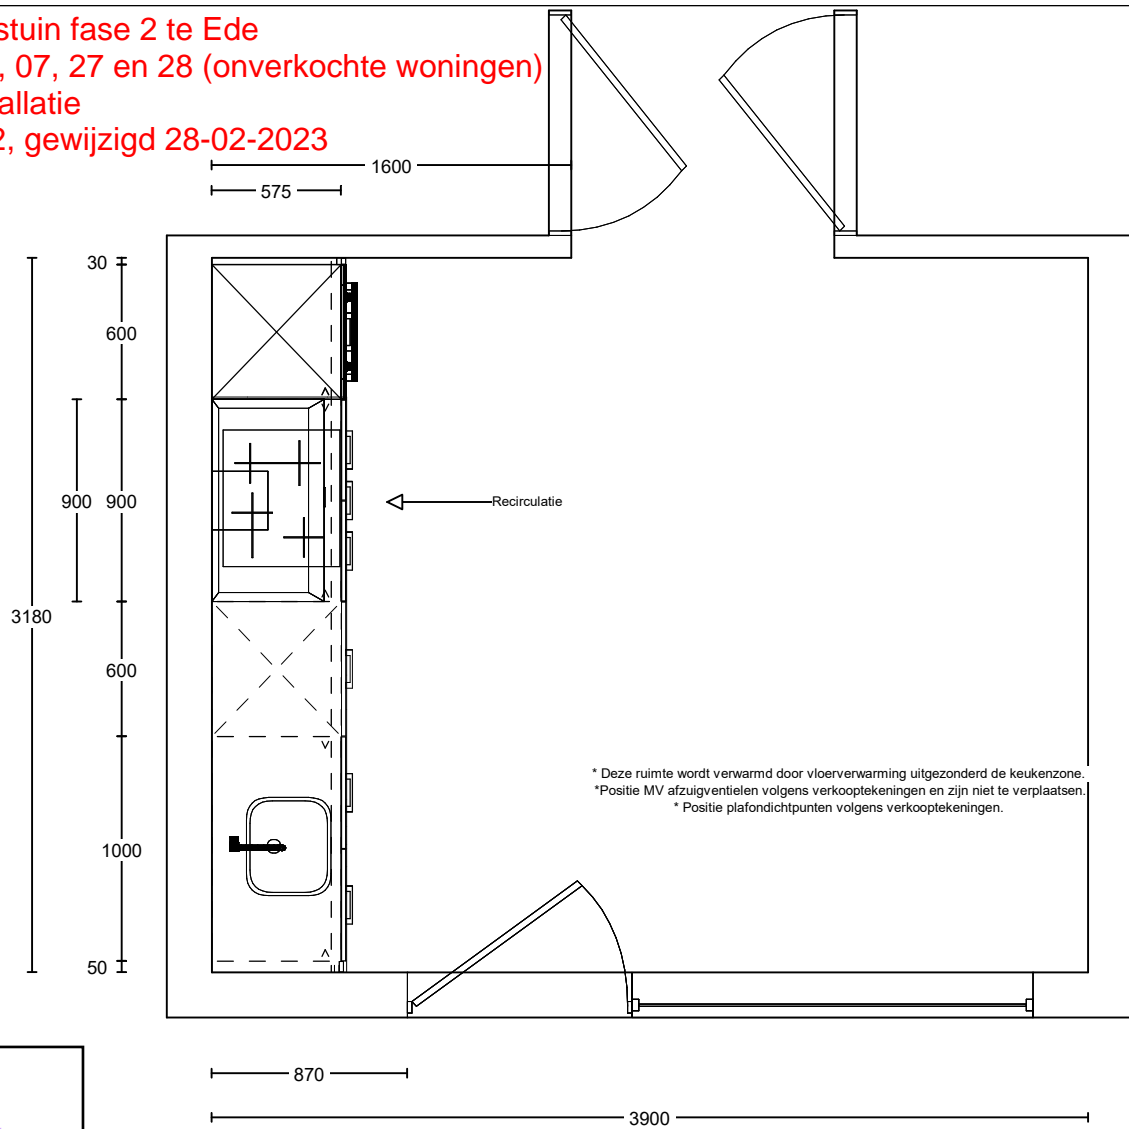 stuin fase 2 te Ede
, 07, 27 en 28 (onverkochte woningen)
allatie
2, gewijzigd 28-02-2023
1600
575
30
600
900
900
Recirculatie
3180
600
* Deze ruimte wordt verwarmd door vloerverwarming uitgezonderd de keukenzone.
*Positie MV afzuigventielen volgens verkooptekeningen en zijn niet te verplaatsen.
* Positie plafondichtpunten volgens verkooptekeningen.
1000
50
870
3900